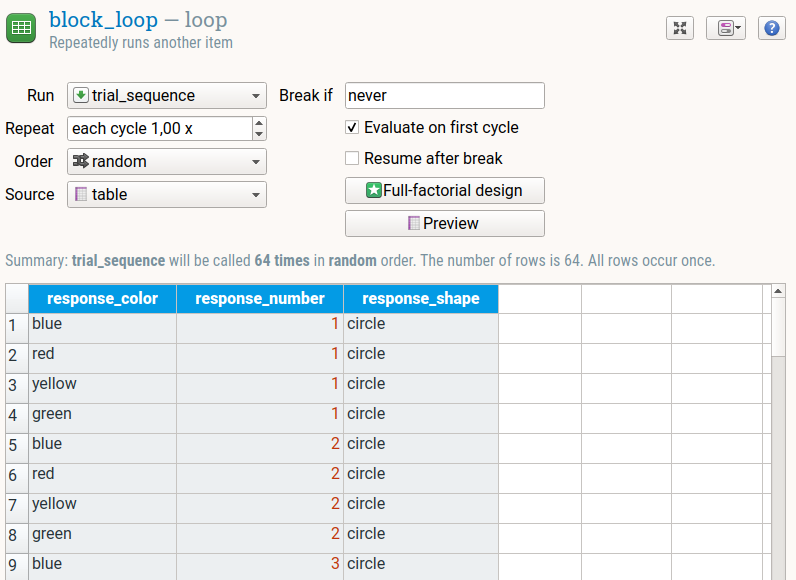 block_loop – loop
Repeatedly runs another item
Run trial_sequence Break if never
Repeat each cycle 1,00 x Evaluate on first cycle
Order random Resume after break
Source table Full-factorial design
Preview
Summary: trial_sequence will be called 64 times in random order. The number of rows is 64. All rows occur once.
response_color response_number response_shape
1 blue 1 circle
2 red 1 circle
3 yellow 1 circle
4 green 1 circle
5 blue 2 circle
6 red 2 circle
7 yellow 2 circle
8 green 2 circle
9 blue 3 circle